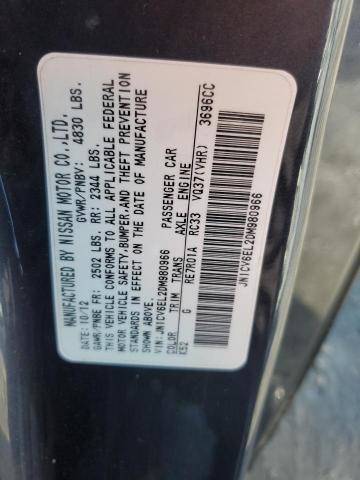 MANUFACTURED BY NISSAN MOTOR CO.,LTD.
DATE: 10/12 GVWR/PNBV: 4830 LBS.
GAWR/PNBE FR: 2502 LBS. RR: 2344 LBS.
THIS VEHICLE CONFORMS TO ALL APPLICABLE FEDERAL
MOTOR VEHICLE SAFETY,BUMPER,AND THEFT PREVENTION
STANDARDS IN EFFECT ON THE DATE OF MANUFACTURE
SHOWN ABOVE.
VIN: JN1CV6EL2DM980966 PASSENGER CAR
COLOR TRIM TRANS AXLE ENGINE
K52 G RE7R01A RC33 VQ37(VHR) 3696CC
JN1CV6EL2DM980966